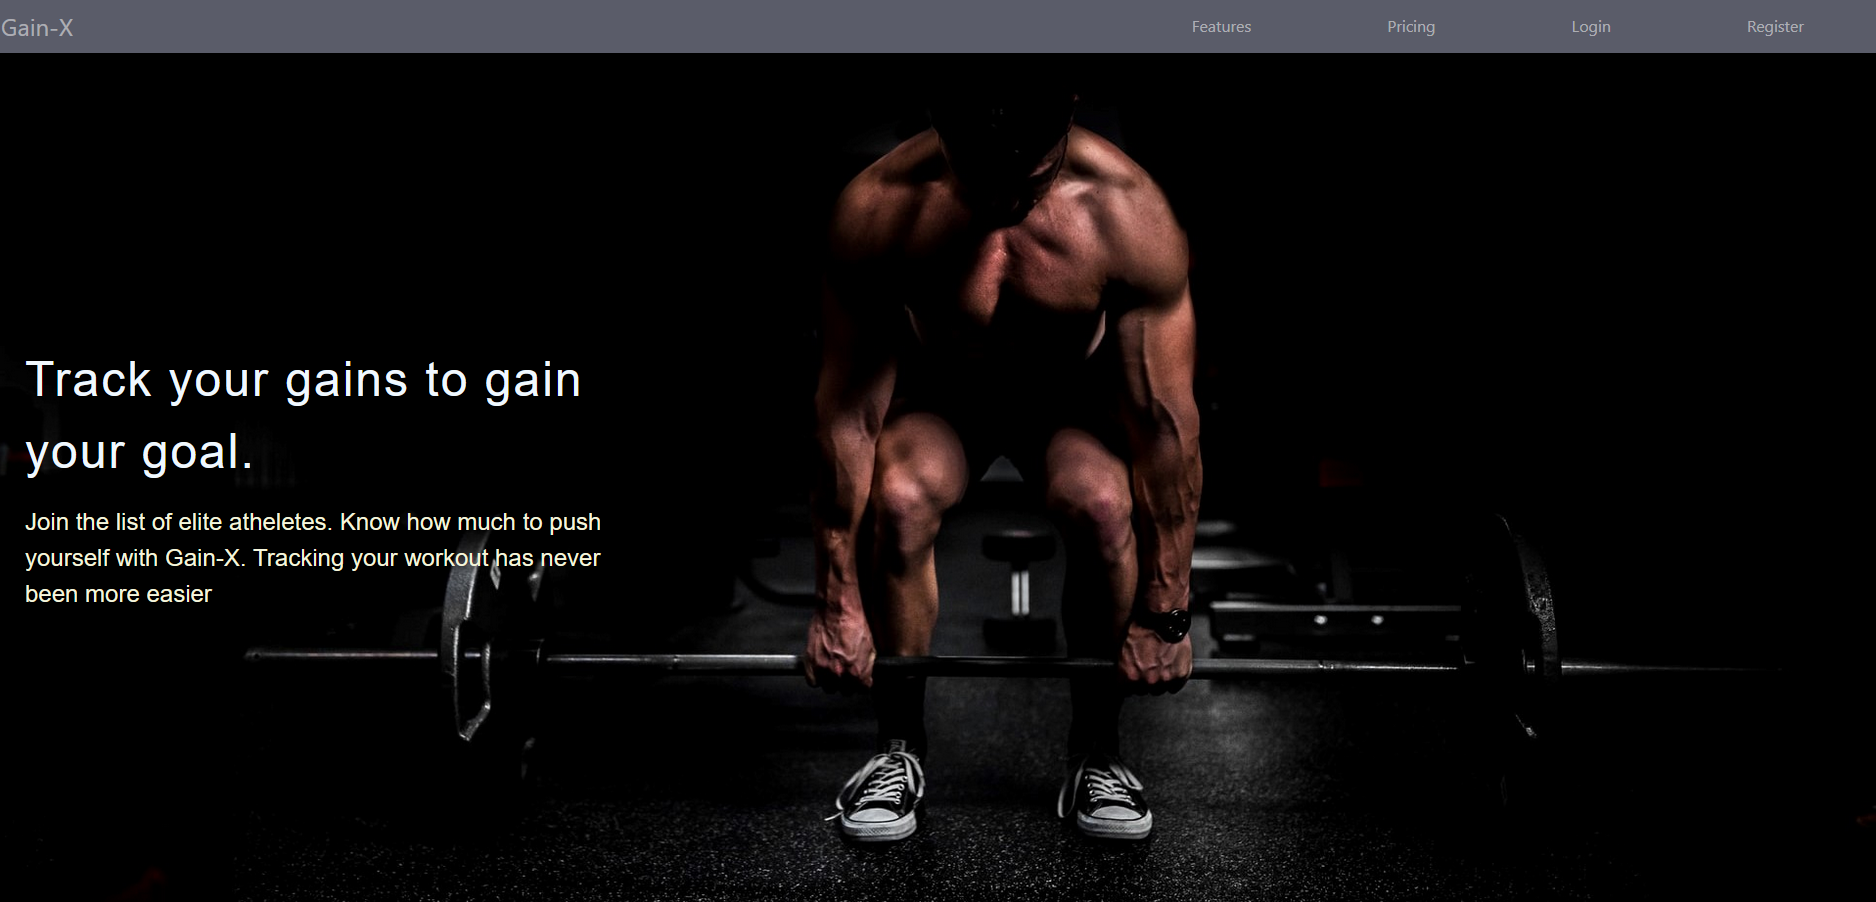 Gain-X
Features
Pricing
Login
Register
Track your gains to gain
your goal.
Join the list of elite atheletes. Know how much to push
yourself with Gain-X. Tracking your workout has never
been more easier